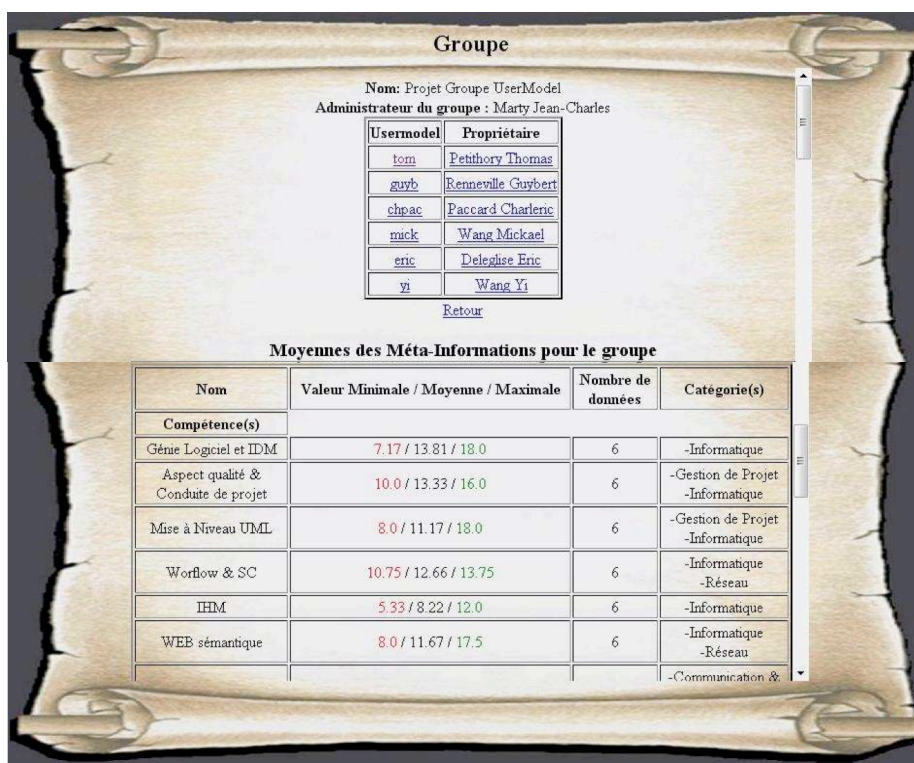 Groupe
Nom: Projet Groupe UserModel
Administrateur du groupe : Marty Jean-Charles
Usermodel Propriétaire
tom Petithory Thomas
guyb Renneville Guybert
chpac Paccard Charleric
mick Wang Mickael
eric Deleglise Eric
yi Wang Yi
Retour
Moyennes des Méta-Informations pour le groupe
Nom Valeur Minimale / Moyenne / Maximale Nombre de données Catégorie(s)
Compétence(s)
Génie Logiciel et IDM 7.17 / 13.81 / 18.0 6 -Informatique
Aspect qualité & Conduite de projet 10.0 / 13.33 / 16.0 6 -Gestion de Projet -Informatique
Mise à Niveau UML 8.0 / 11.17 / 18.0 6 -Gestion de Projet -Informatique
Worflow & SC 10.75 / 12.66 / 13.75 6 -Informatique -Réseau
IHM 5.33 / 8.22 / 12.0 6 -Informatique
WEB sémantique 8.0 / 11.67 / 17.5 6 -Informatique -Réseau
-Communication &